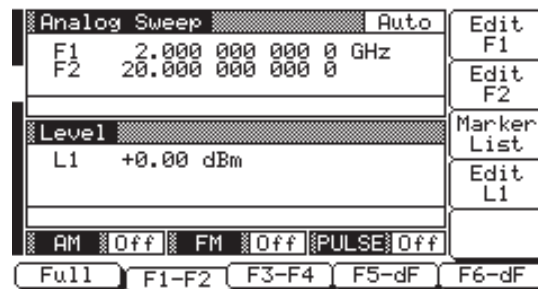 Analog Sweep Auto
F1 2.000 000 000 0 GHz
F2 20.000 000 000 0
Level
L1 +0.00 dBm
AM Off FM Off PULSE Off
Edit
F1
Edit
F2
Marker
List
Edit
L1
Full F1-F2 F3-F4 F5-dF F6-dF